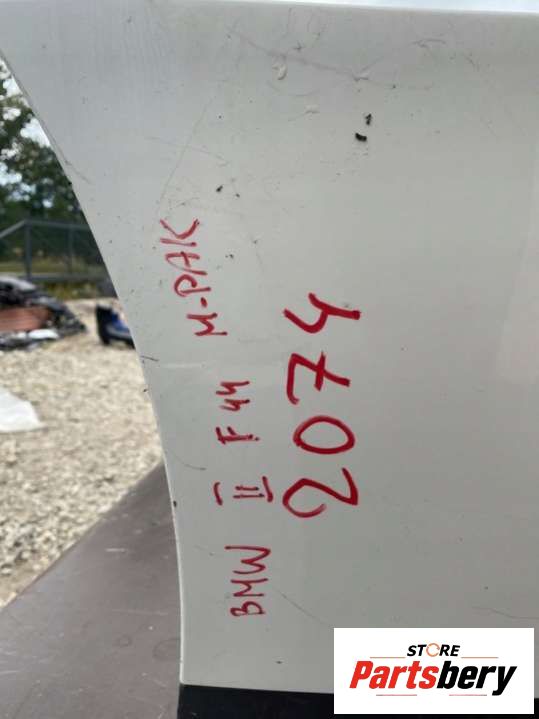 BMW II F44 M-PAK
2074
STORE
Partsbery